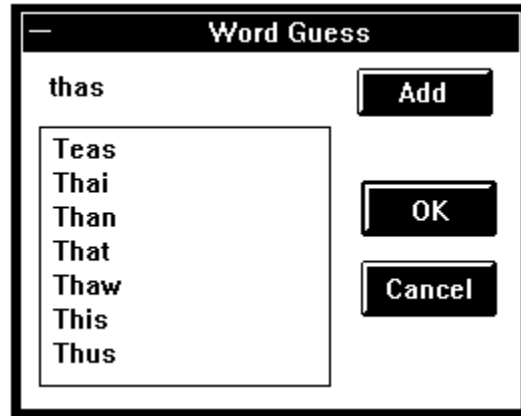 Word Guess
thas
Add
Teas
Thai
Than
That
Thaw
This
Thus
OK
Cancel